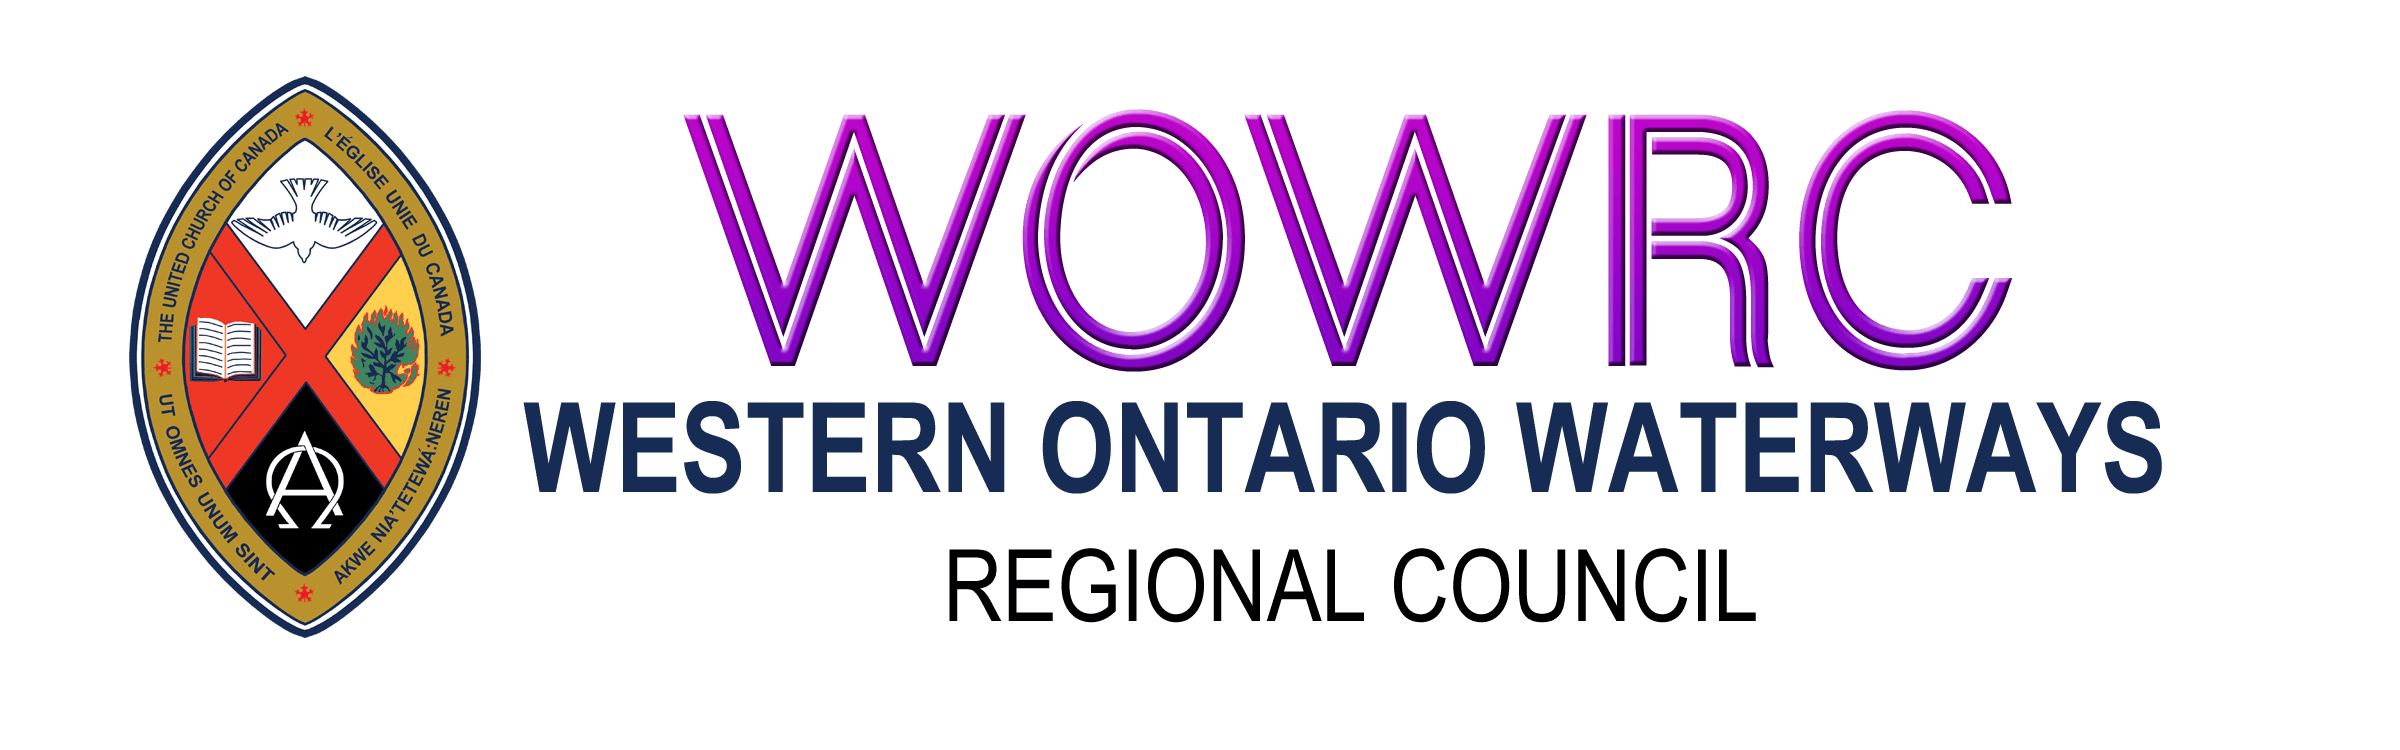 THE UNITED CHURCH OF CANADA
L'ÉGLISE UNIE DU CANADA
UT OMNES UNUM SINT
AKWE NIA'TETEWÁ:NEREN
ΑΩ
WOWRC
WESTERN ONTARIO WATERWAYS
REGIONAL COUNCIL